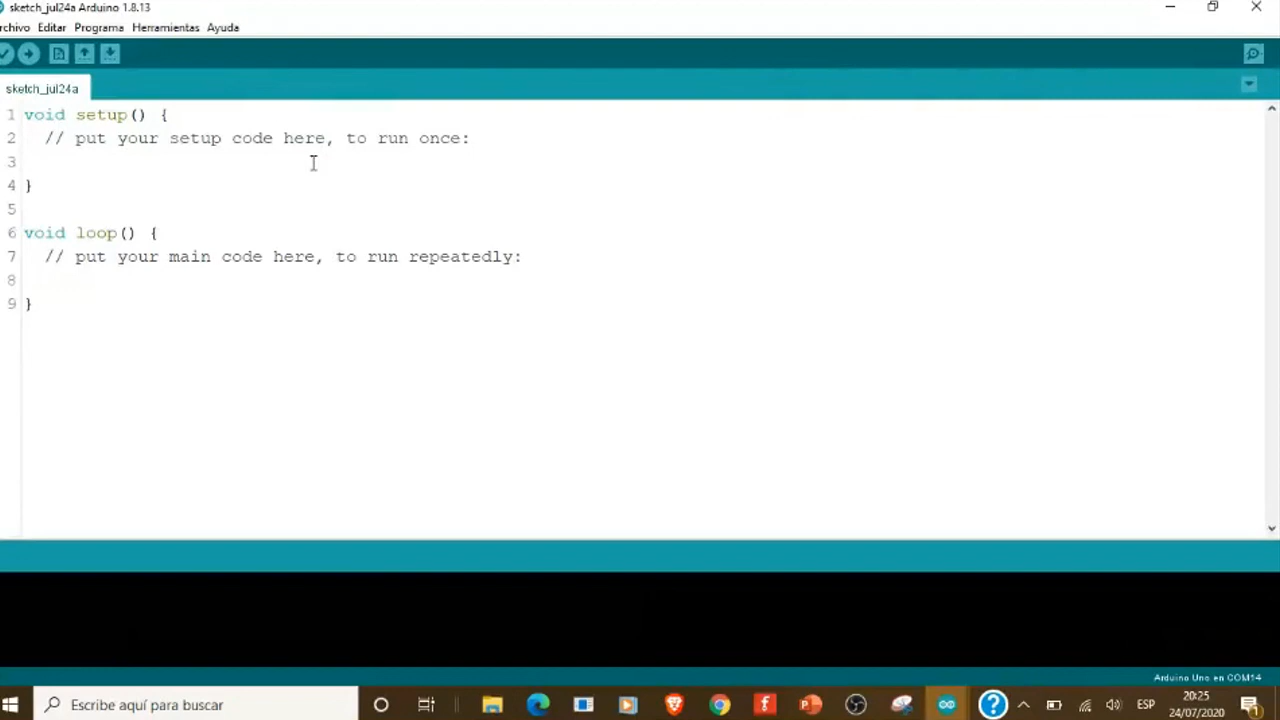 sketch_jul24a Arduino 1.8.13
rchivo Editar Programa Herramientas Ayuda
sketch_jul24a
1 void setup() {
2 // put your setup code here, to run once:
3
4 }
5
6 void loop() {
7 // put your main code here, to run repeatedly:
8
9 }
Arduino Uno en COM14
Escribe aquí para buscar
ESP
20:25
24/07/2020
1